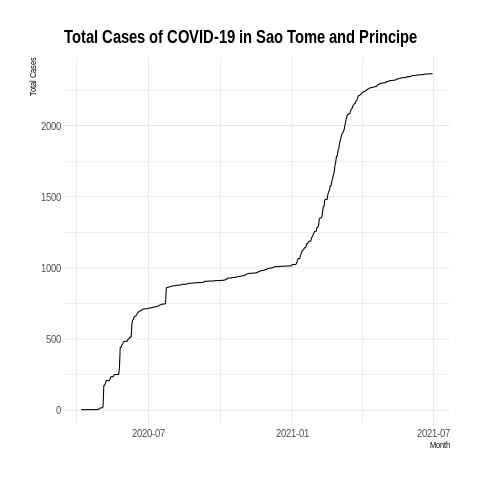 Total Cases of COVID-19 in Sao Tome and Principe
Total Cases
2000
1500
1000
500
0
2020-07 2021-01 2021-07
Month